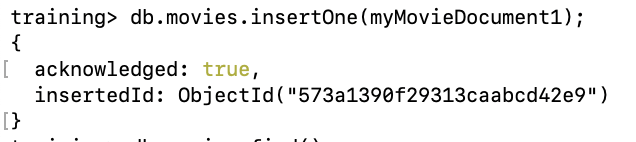 training> db.movies.insertOne(myMovieDocument1);
{
[  acknowledged: true,
  insertedId: ObjectId("573a1390f29313caabcd42e9")
[}